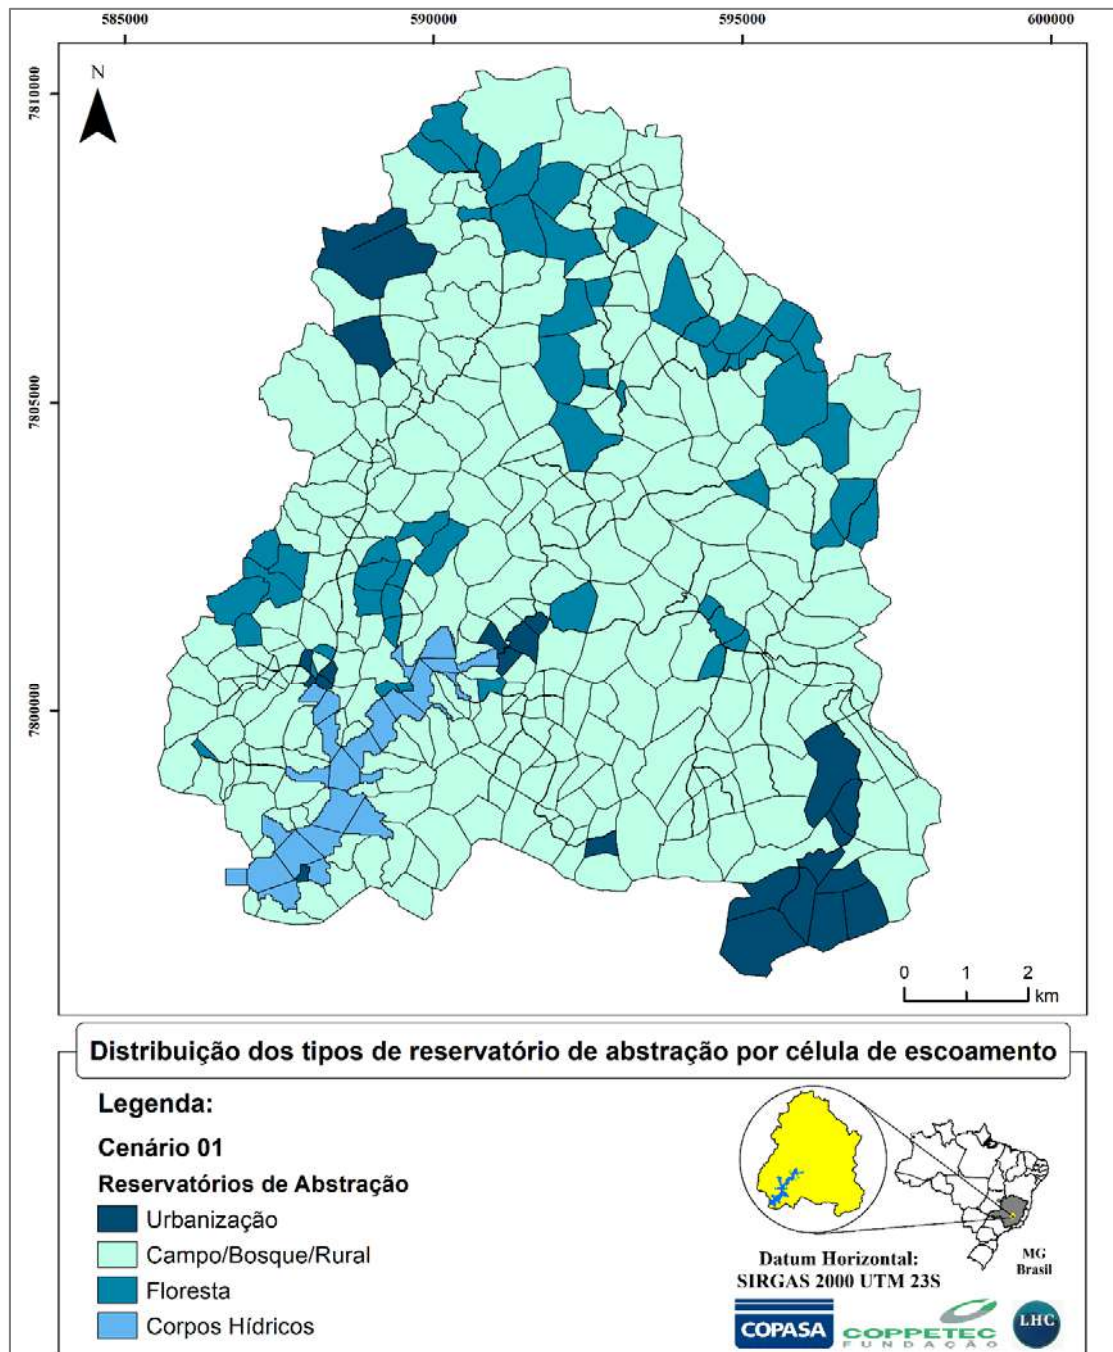 585000 590000 595000 600000
N
7810000
7805000
7800000
0 1 2
km
Distribuição dos tipos de reservatório de abstração por célula de escoamento
Legenda:
Cenário 01
Reservatórios de Abstração
Urbanização
Campo/Bosque/Rural
Floresta
Corpos Hídricos
MG
Brasil
Datum Horizontal:
SIRGAS 2000 UTM 23S
COPASA
COPPETEC
FUNDAÇÃO
LHC